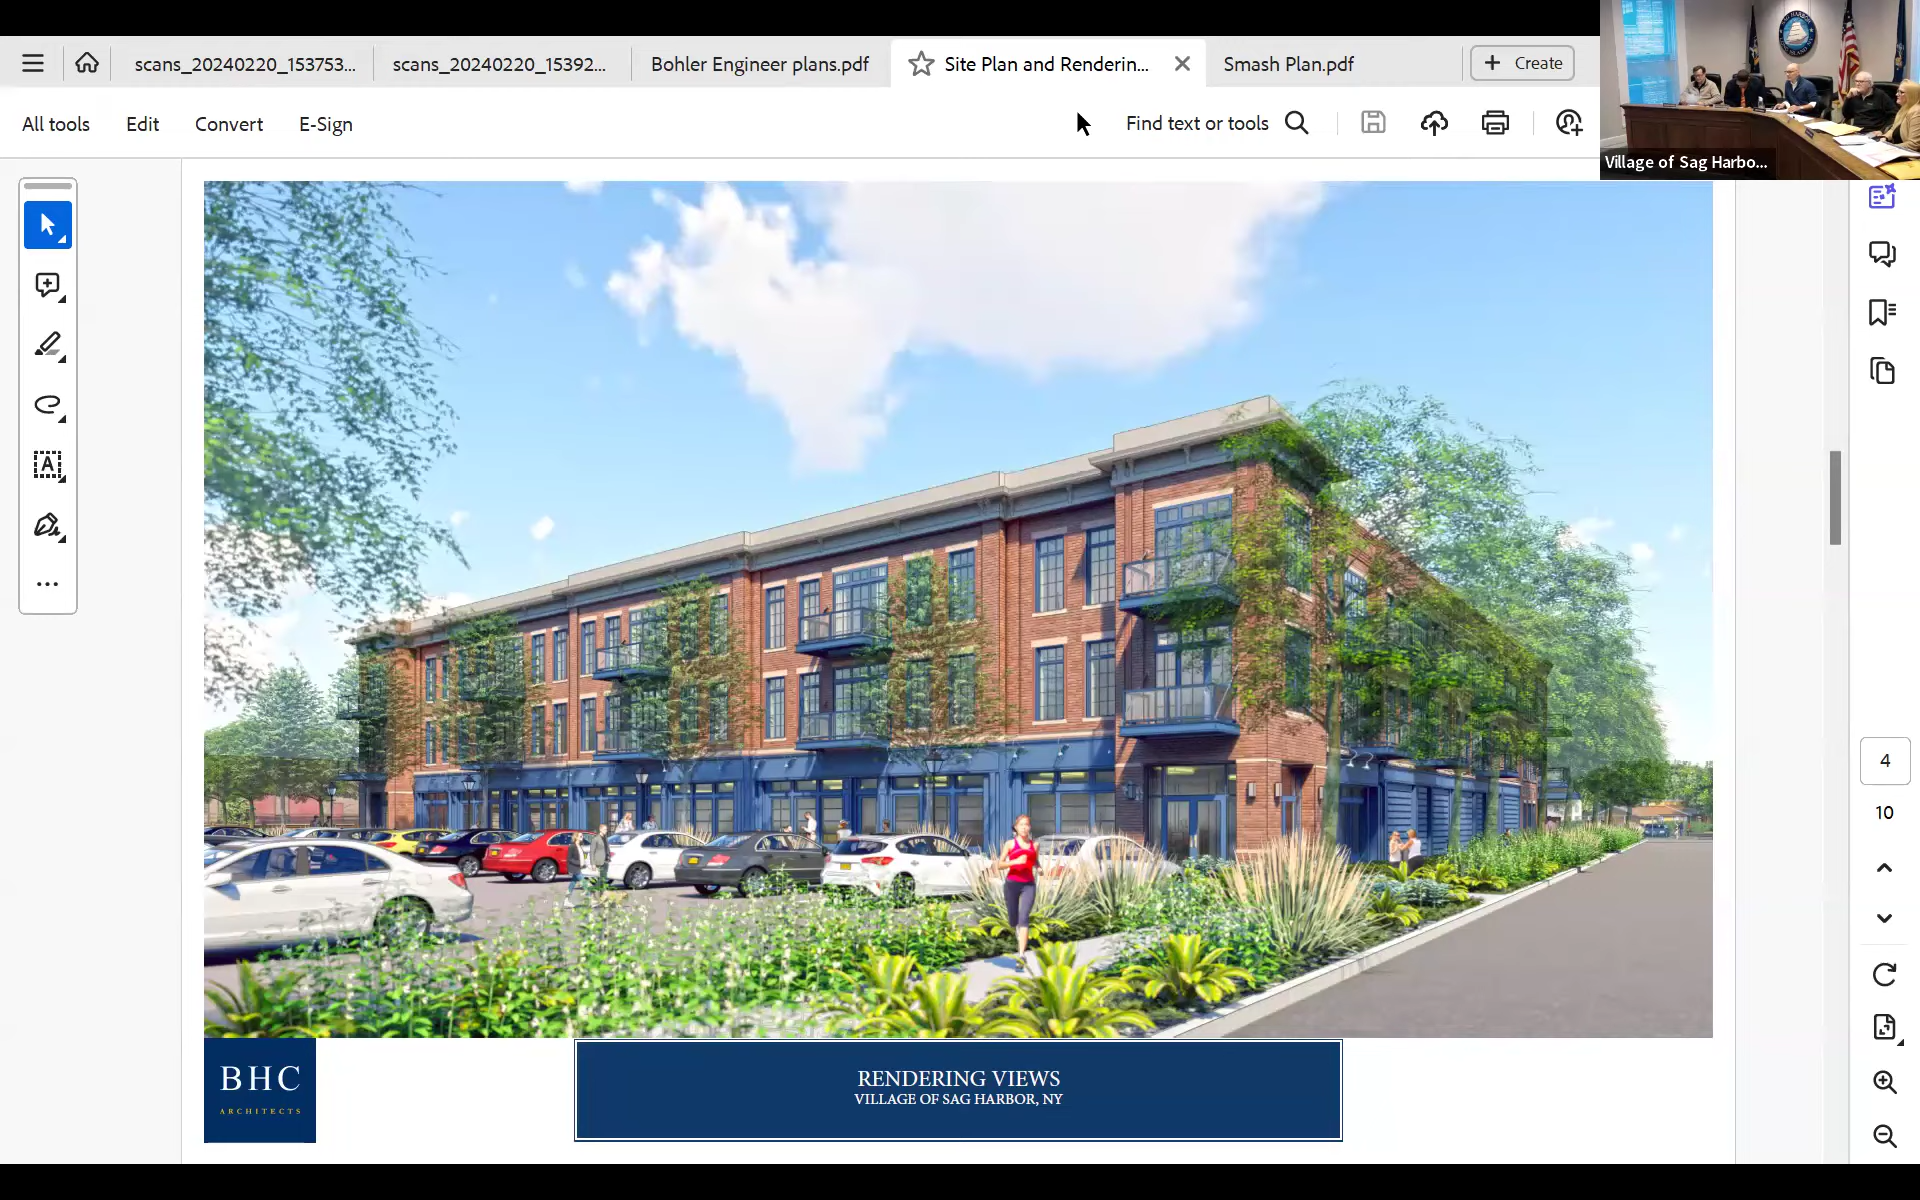 scans_20240220_153753...
scans_20240220_15392...
Bohler Engineer plans.pdf
Site Plan and Renderin...
Smash Plan.pdf
Create
All tools
Edit
Convert
E-Sign
Find text or tools
Village of Sag Harbo...
SAG HARBOR
4
10
BHC
ARCHITECTS
RENDERING VIEWS
VILLAGE OF SAG HARBOR, NY